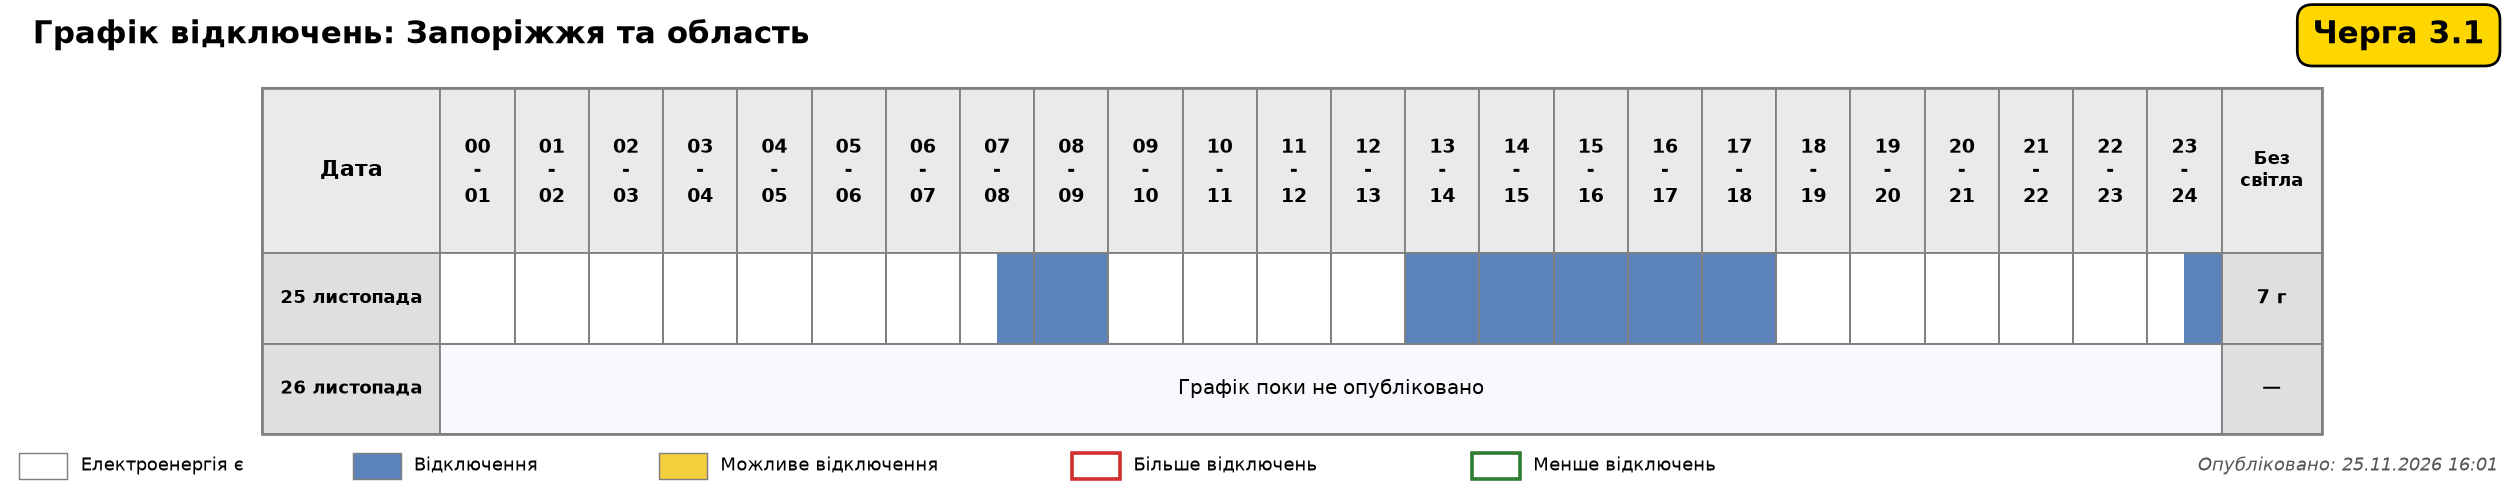 Графік відключень: Запоріжжя та область
Черга 3.1
Дата
00 - 01
01 - 02
02 - 03
03 - 04
04 - 05
05 - 06
06 - 07
07 - 08
08 - 09
09 - 10
10 - 11
11 - 12
12 - 13
13 - 14
14 - 15
15 - 16
16 - 17
17 - 18
18 - 19
19 - 20
20 - 21
21 - 22
22 - 23
23 - 24
Без
світла
25 листопада
7 г
26 листопада
Графік поки не опубліковано
—
Електроенергія є
Відключення
Можливе відключення
Більше відключень
Менше відключень
Опубліковано: 25.11.2026 16:01